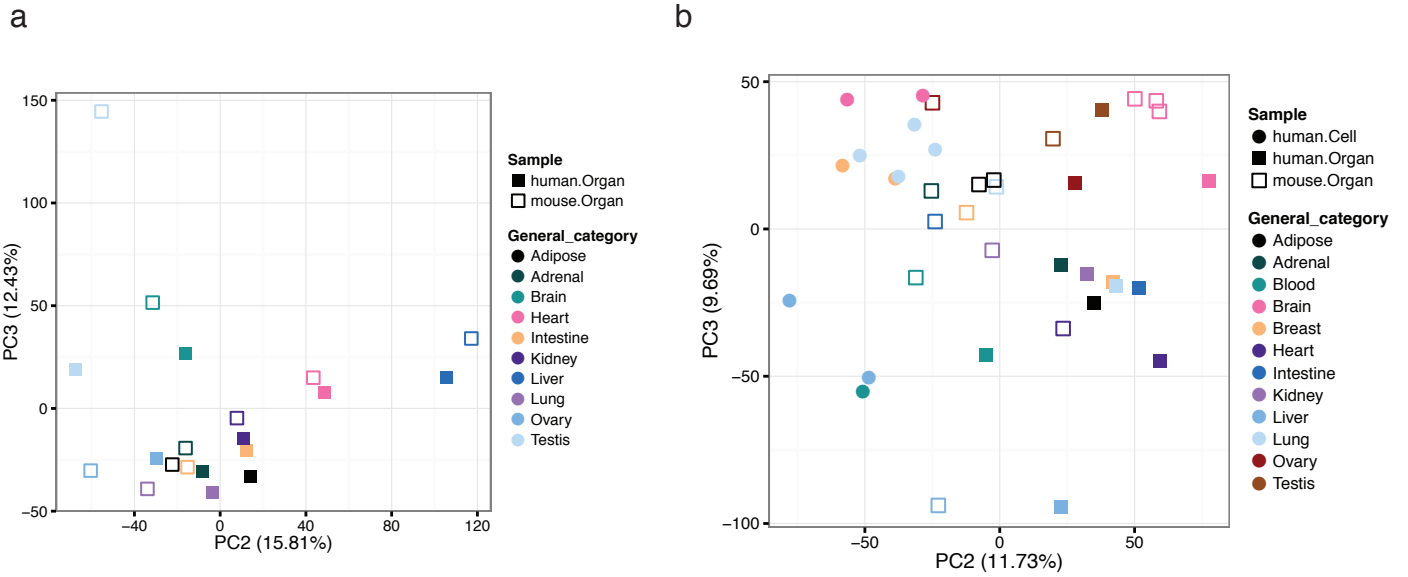 a
150
100
50
0
−50
−40
0
40
80
120
PC2 (15.81%)
PC3 (12.43%)
Sample
human.Organ
mouse.Organ
General_category
Adipose
Adrenal
Brain
Heart
Intestine
Kidney
Liver
Lung
Ovary
Testis
b
50
0
−50
−100
−50
0
50
PC2 (11.73%)
PC3 (9.69%)
Sample
human.Cell
human.Organ
mouse.Organ
General_category
Adipose
Adrenal
Blood
Brain
Breast
Heart
Intestine
Kidney
Liver
Lung
Ovary
Testis